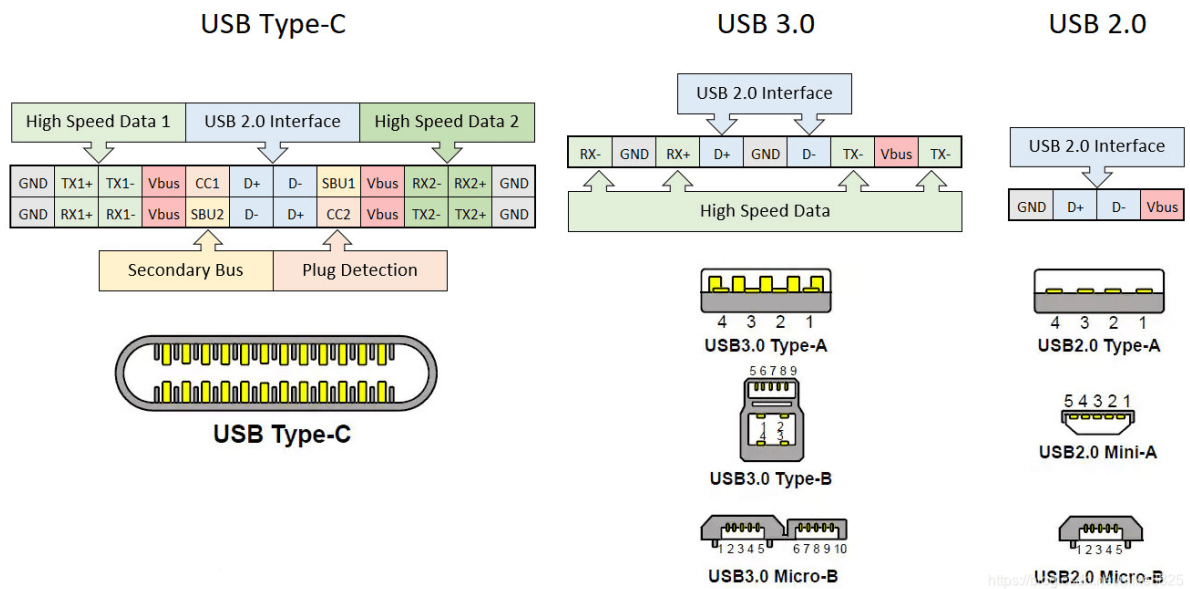 USB Type-C
High Speed Data 1 USB 2.0 Interface High Speed Data 2
GND TX1+ TX1- Vbus CC1 D+ D- SBU1 Vbus RX2- RX2+ GND
GND RX1+ RX1- Vbus SBU2 D- D+ CC2 Vbus TX2- TX2+ GND
Secondary Bus Plug Detection
USB Type-C
USB 3.0
USB 2.0 Interface
RX- GND RX+ D+ GND D- TX- Vbus TX-
High Speed Data
4 3 2 1
USB3.0 Type-A
5 6 7 8 9
1 2
4 3
USB3.0 Type-B
1 2 3 4 5 6 7 8 9 10
USB3.0 Micro-B
USB 2.0
USB 2.0 Interface
GND D+ D- Vbus
4 3 2 1
USB2.0 Type-A
5 4 3 2 1
USB2.0 Mini-A
1 2 3 4 5
USB2.0 Micro-B